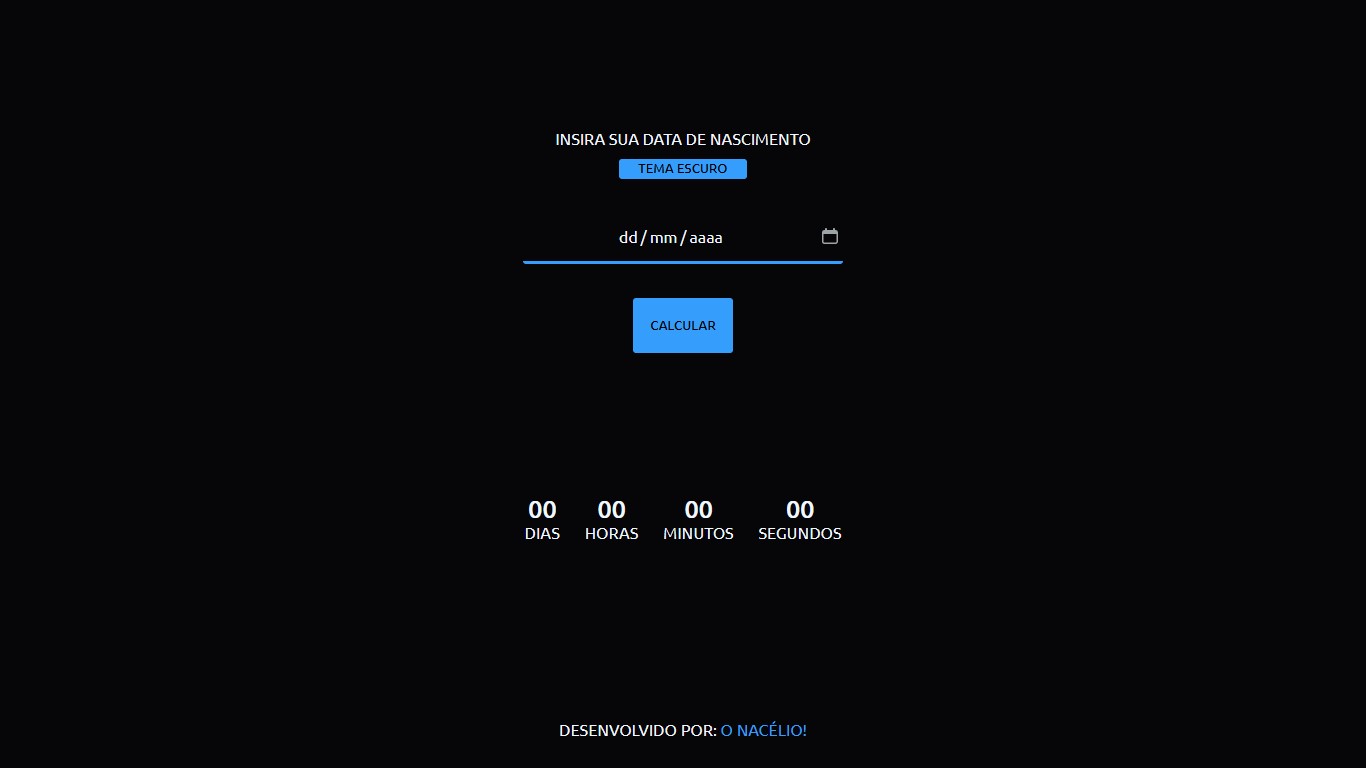 INSIRA SUA DATA DE NASCIMENTO
TEMA ESCURO
dd/mm/aaaa
CALCULAR
00 00 00 00
DIAS HORAS MINUTOS SEGUNDOS
DESENVOLVIDO POR: O NACÉLIO!